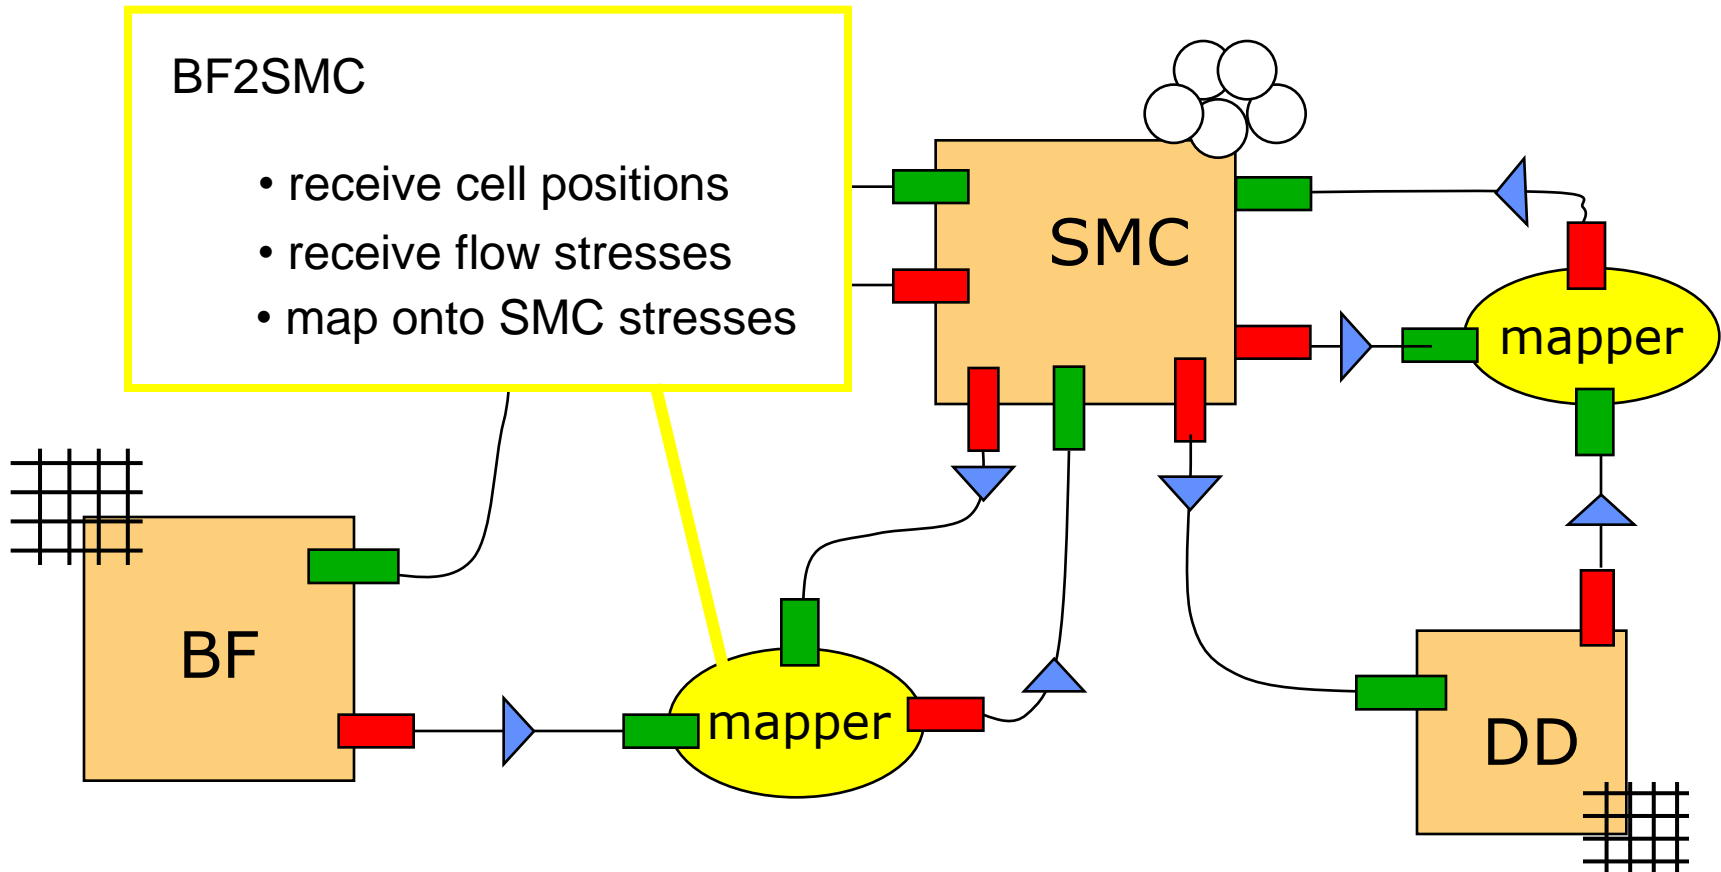 BF2SMC
• receive cell positions
• receive flow stresses
• map onto SMC stresses
SMC
mapper
BF
mapper
DD